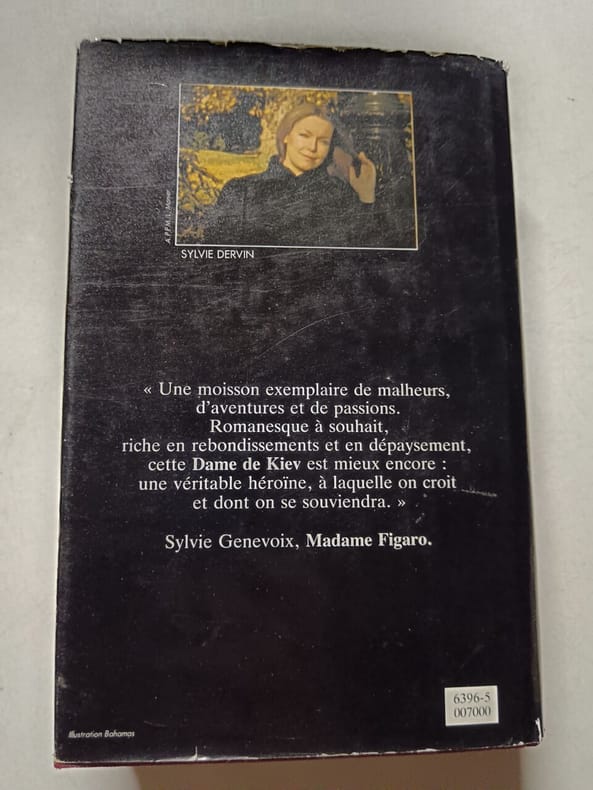 SYLVIE DERVIN
« Une moisson exemplaire de malheurs,
d'aventures et de passions.
Romanesque à souhait,
riche en rebondissements et en dépaysement,
cette Dame de Kiev est mieux encore :
une véritable héroïne, à laquelle on croit
et dont on se souviendra. »
Sylvie Genevoix, Madame Figaro.
6396-5
007000
Illustration Bahamas